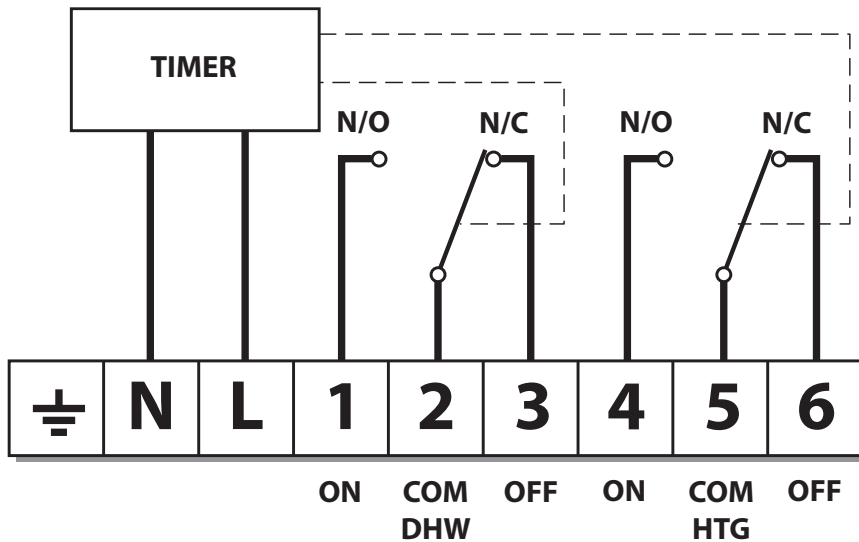 TIMER
N/O N/C N/O N/C
N L 1 2 3 4 5 6
ON COM OFF ON COM OFF
DHW HTG